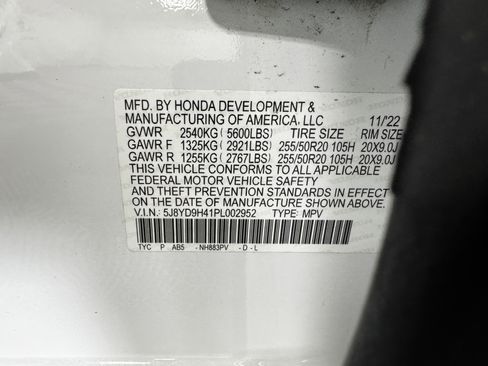 MFD. BY HONDA DEVELOPMENT &
MANUFACTURING OF AMERICA, LLC 11/22
GVWR 2540KG (5600LBS) TIRE SIZE RIM SIZE
GAWR F 1325KG (2921LBS) 255/50R20 105H 20X9.0J
GAWR R 1255KG (2767LBS) 255/50R20 105H 20X9.0J
THIS VEHICLE CONFORMS TO ALL APPLICABLE
FEDERAL MOTOR VEHICLE SAFETY
AND THEFT PREVENTION STANDARDS IN EFFECT
ON THE DATE OF MANUFACTURE SHOWN ABOVE.
V.I.N.: 5J8YD9H41PL002952 TYPE: MPV
TYC P AB5 - NH883PV - D - L